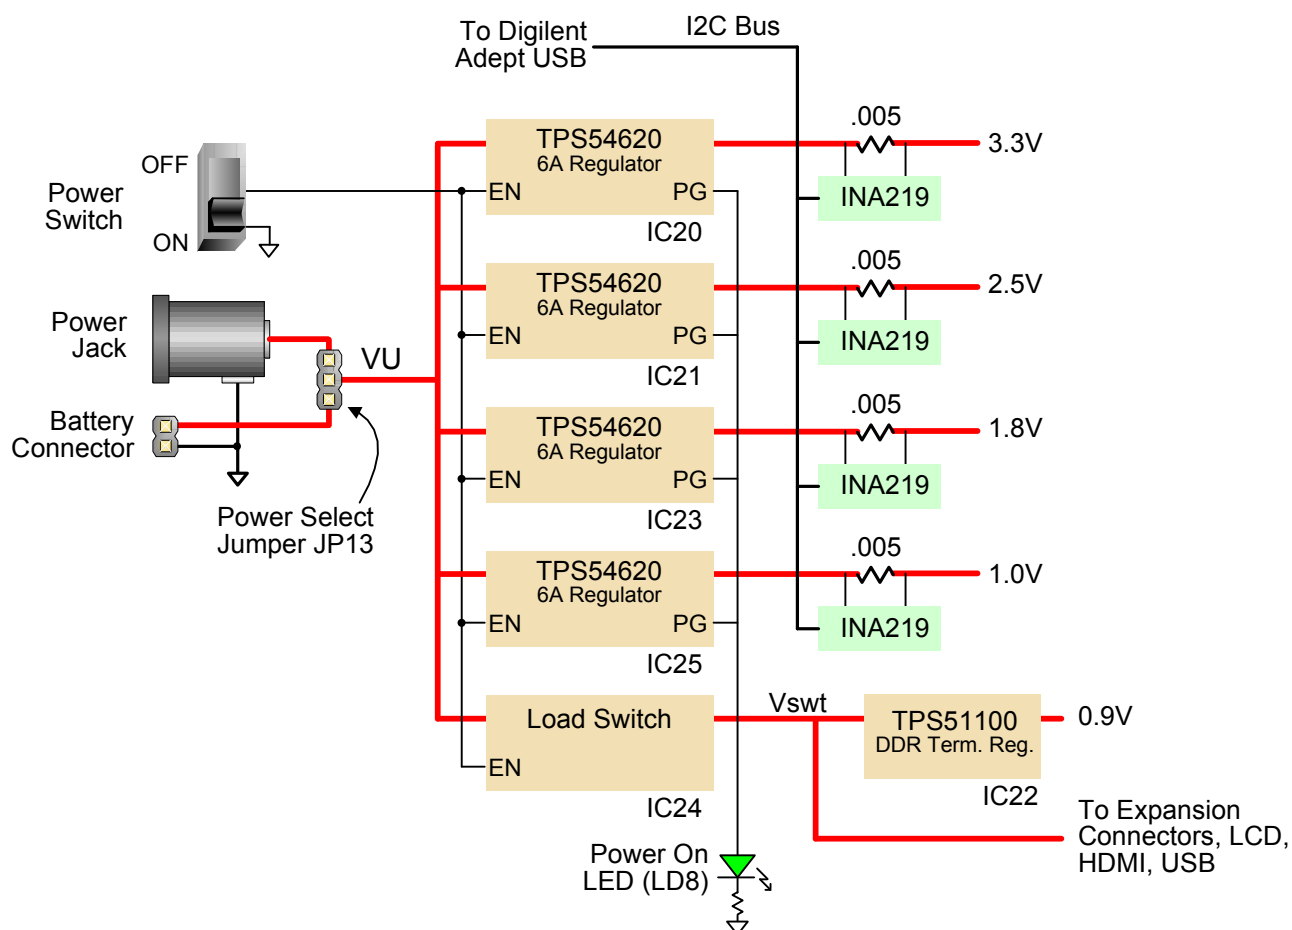 To Digilent
Adept USB
I2C Bus
OFF
Power
Switch
ON
TPS54620
6A Regulator
EN
PG
IC20
.005
3.3V
INA219
TPS54620
6A Regulator
EN
PG
IC21
.005
2.5V
INA219
Power
Jack
VU
Battery
Connector
Power Select
Jumper JP13
TPS54620
6A Regulator
EN
PG
IC23
.005
1.8V
INA219
TPS54620
6A Regulator
EN
PG
IC25
.005
1.0V
INA219
Load Switch
EN
IC24
Vswt
TPS51100
DDR Term. Reg.
IC22
0.9V
To Expansion
Connectors, LCD,
HDMI, USB
Power On
LED (LD8)